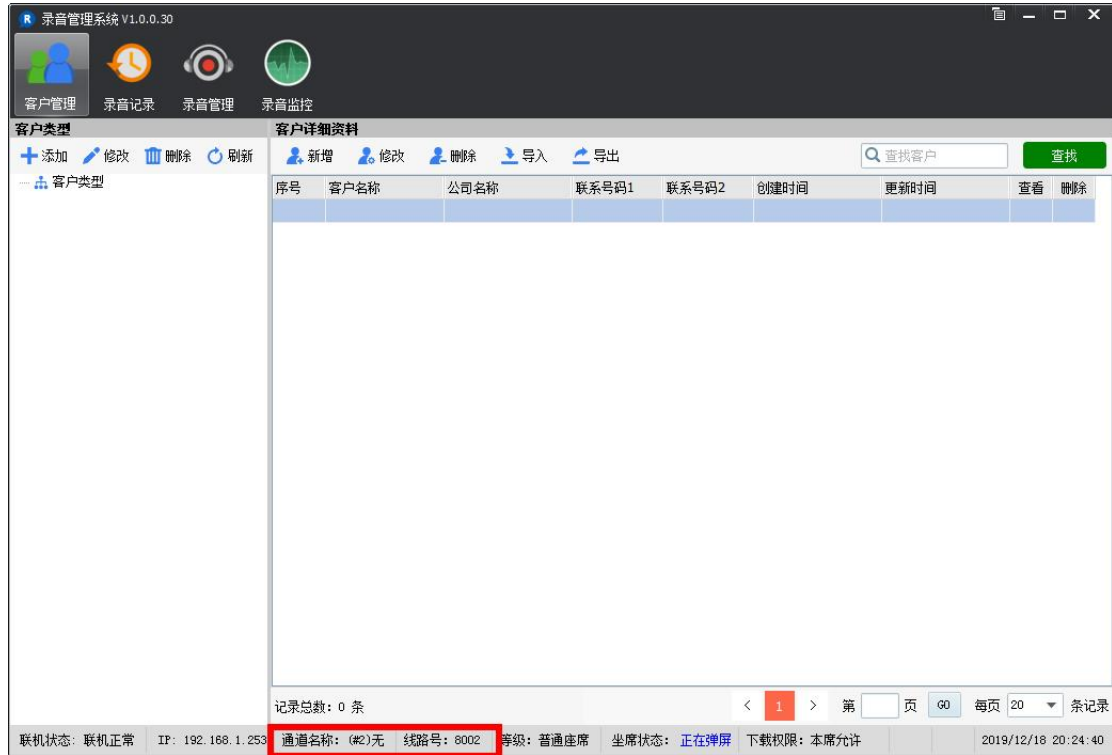 R 录音管理系统 V1.0.0.30
客户管理 录音记录 录音管理 录音监控
客户类型 客户详细资料
添加 修改 删除 刷新 新增 修改 删除 导入 导出 查找客户 查找
客户类型
序号 客户名称 公司名称 联系号码1 联系号码2 创建时间 更新时间 查看 删除
记录总数: 0 条 < 1 > 第 页 GO 每页 20 条记录
联机状态: 联机正常 IP: 192.168.1.253 通道名称: (#2)无 线路号: 8002 等级: 普通座席 坐席状态: 正在弹屏 下载权限: 本席允许 2019/12/18 20:24:40